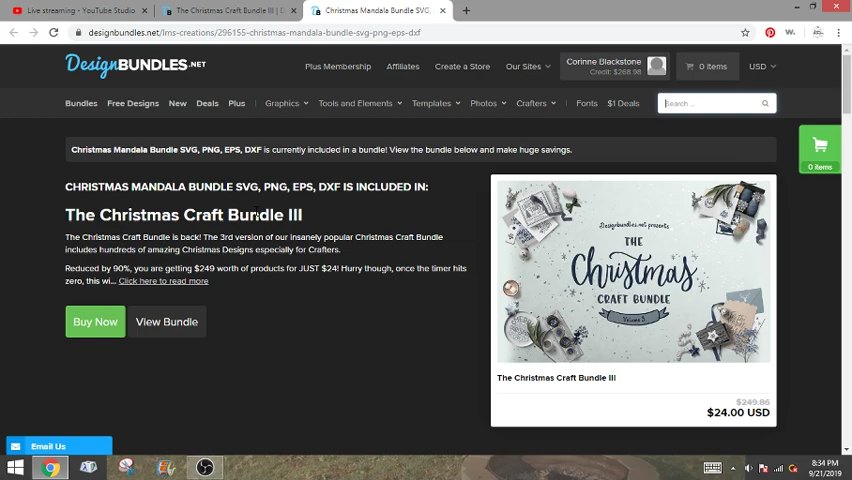 Live streaming - YouTube Studio
The Christmas Craft Bundle III | D
Christmas Mandala Bundle SVG,
designbundles.net/lms-creations/296155-christmas-mandala-bundle-svg-png-eps-dxf
DesignBUNDLES.NET
Plus Membership
Affiliates
Create a Store
Our Sites
Corinne Blackstone
Credit: $268.98
0 items
USD
Bundles
Free Designs
New
Deals
Plus
Graphics
Tools and Elements
Templates
Photos
Crafters
Fonts
$1 Deals
Search ...
Christmas Mandala Bundle SVG, PNG, EPS, DXF is currently included in a bundle! View the bundle below and make huge savings.
0 items
CHRISTMAS MANDALA BUNDLE SVG, PNG, EPS, DXF IS INCLUDED IN:
The Christmas Craft Bundle III
The Christmas Craft Bundle is back! The 3rd version of our insanely popular Christmas Craft Bundle
includes hundreds of amazing Christmas Designs especially for Crafters.
Reduced by 90%, you are getting $249 worth of products for JUST $24! Hurry though, once the timer hits
zero, this wi... Click here to read more
Buy Now
View Bundle
Designbundles.net presents
THE
Christmas
CRAFT BUNDLE
Volume 3
The Christmas Craft Bundle III
$249.86
$24.00 USD
Email Us
8:34 PM
9/21/2019